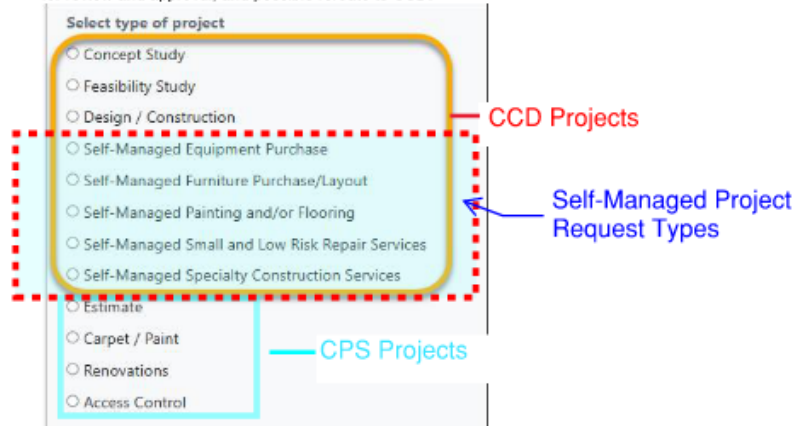 Select type of project
Concept Study
Feasibility Study
Design / Construction
CCD Projects
Self-Managed Equipment Purchase
Self-Managed Furniture Purchase/Layout
Self-Managed Painting and/or Flooring
Self-Managed Small and Low Risk Repair Services
Self-Managed Specialty Construction Services
Self-Managed Project
Request Types
Estimate
Carpet / Paint
Renovations
Access Control
CPS Projects